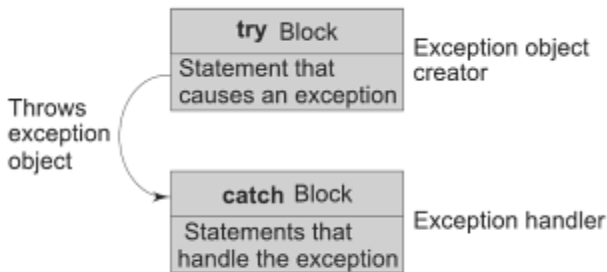 try Block
Statement that
causes an exception
Exception object
creator
Throws
exception
object
catch Block
Statements that
handle the exception
Exception handler